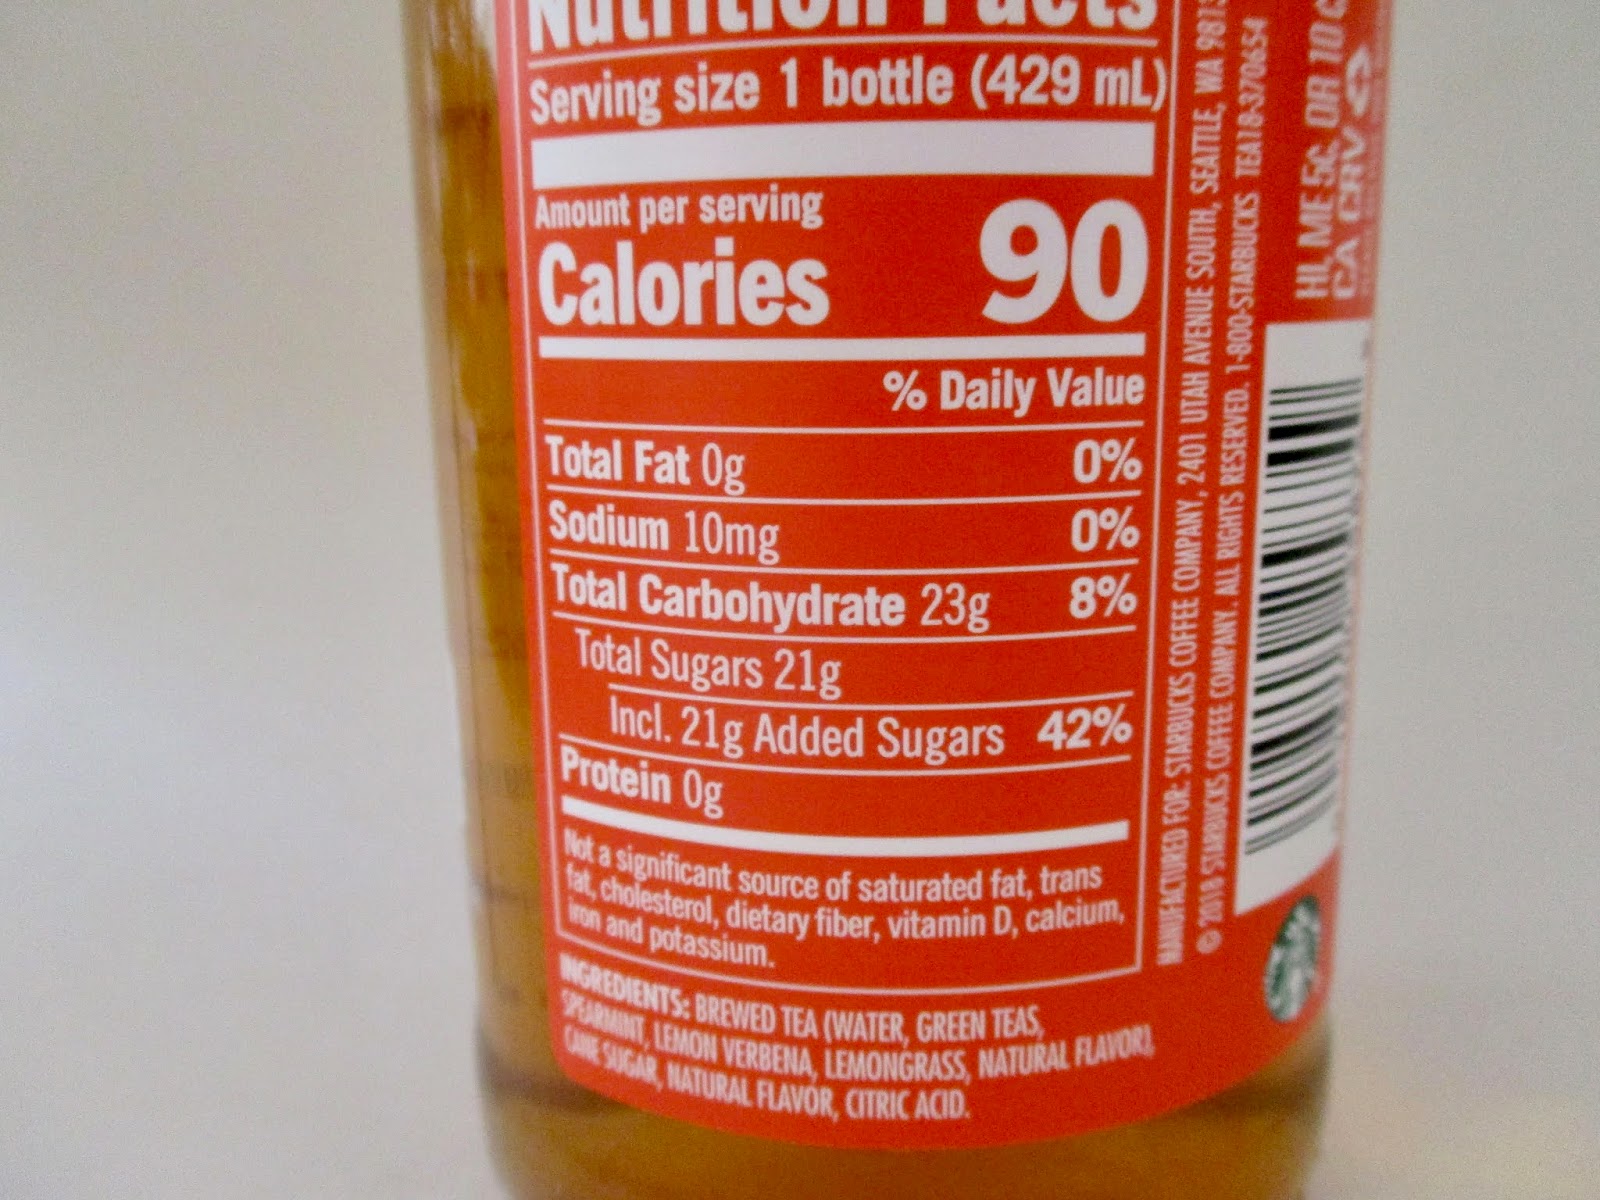 Nutrition Facts
Serving size 1 bottle (429 mL)
Amount per serving
Calories 90
% Daily Value
Total Fat 0g 0%
Sodium 10mg 0%
Total Carbohydrate 23g 8%
Total Sugars 21g
Incl. 21g Added Sugars 42%
Protein 0g
Not a significant source of saturated fat, trans
fat, cholesterol, dietary fiber, vitamin D, calcium,
iron and potassium.
INGREDIENTS: BREWED TEA (WATER, GREEN TEAS,
SPEARMINT, LEMON VERBENA, LEMONGRASS, NATURAL FLAVOR),
CANE SUGAR, NATURAL FLAVOR, CITRIC ACID.
MANUFACTURED FOR: STARBUCKS COFFEE COMPANY, 2401 UTAH AVENUE SOUTH, SEATTLE, WA
© 2018 STARBUCKS COFFEE COMPANY. ALL RIGHTS RESERVED. 1-800-STARBUCKS TEA18-370654
HI, ME 5¢, OR 10¢
CA CRV